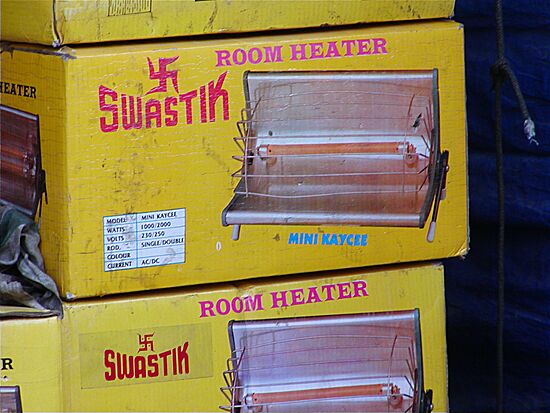 HEATER
ROOM HEATER
SWASTIK
MODEL MINI KAYCEE
WATTS 1000/2000
VOLTS 230/250
ROD. SINGLE/DOUBLE
COLOUR
CURRENT AC/DC
MINI KAYCEE
R
ROOM HEATER
SWASTIK